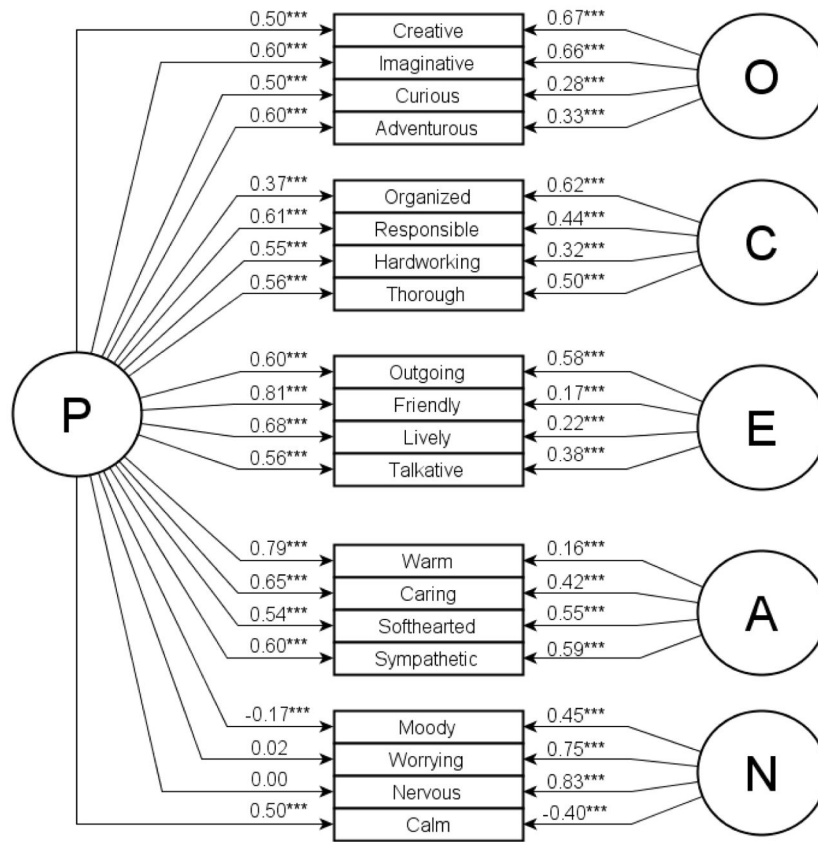 0.50*** Creative 0.67***
0.60*** Imaginative 0.66***
0.50*** Curious 0.28***
0.60*** Adventurous 0.33***
O
0.37*** Organized 0.62***
0.61*** Responsible 0.44***
0.55*** Hardworking 0.32***
0.56*** Thorough 0.50***
C
P
0.60*** Outgoing 0.58***
0.81*** Friendly 0.17***
0.68*** Lively 0.22***
0.56*** Talkative 0.38***
E
0.79*** Warm 0.16***
0.65*** Caring 0.42***
0.54*** Softhearted 0.55***
0.60*** Sympathetic 0.59***
A
-0.17*** Moody 0.45***
0.02 Worrying 0.75***
0.00 Nervous 0.83***
0.50*** Calm -0.40***
N